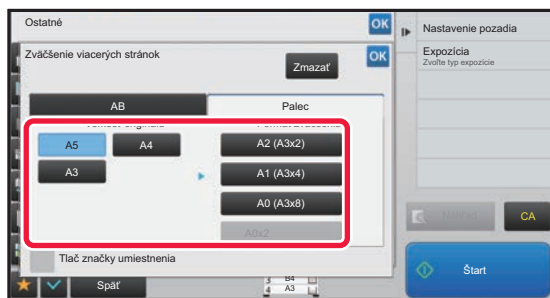 Ostatné
OK
Zväčšenie viacerých stránok
Zmazať
OK
AB
Palec
A5
A4
A3
A2 (A3x2)
A1 (A3x4)
A0 (A3x8)
A0x2
Tlač značky umiestnenia
Späť
B4
A3
Nastavenie pozadia
Expozícia
Zvoľte typ expozície
CA
Štart